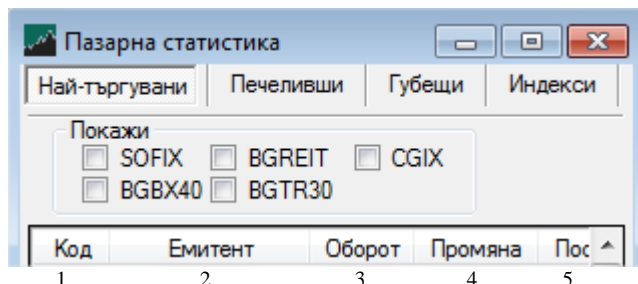 Пазарна статистика
Най-търгувани Печеливши Губещи Индекси
Покажи
SOFIX BGREIT CGIX
BGBX40 BGTR30
Код Емитент Оборот Промяна Пос
1 2 3 4 5